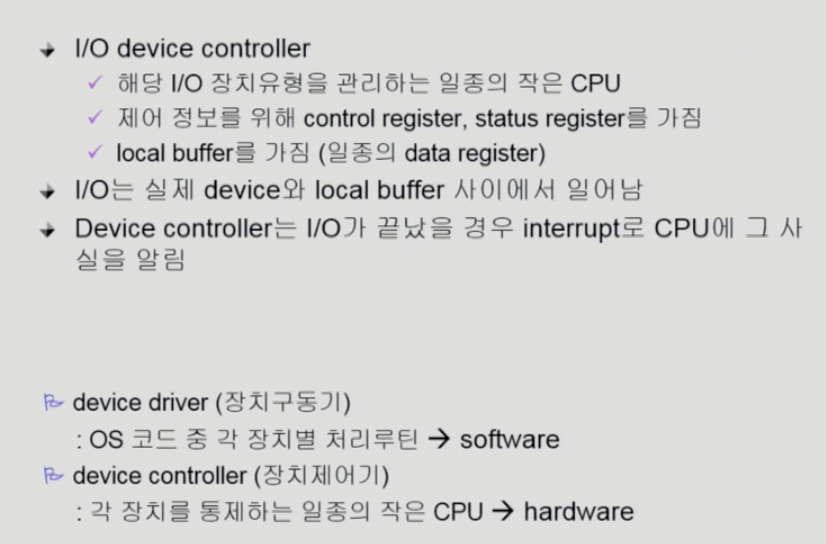 I/O device controller
해당 I/O 장치유형을 관리하는 일종의 작은 CPU
제어 정보를 위해 control register, status register를 가짐
local buffer를 가짐 (일종의 data register)
I/O는 실제 device와 local buffer 사이에서 일어남
Device controller는 I/O가 끝났을 경우 interrupt로 CPU에 그 사
실을 알림
device driver (장치구동기)
: OS 코드 중 각 장치별 처리루틴 → software
device controller (장치제어기)
: 각 장치를 통제하는 일종의 작은 CPU → hardware